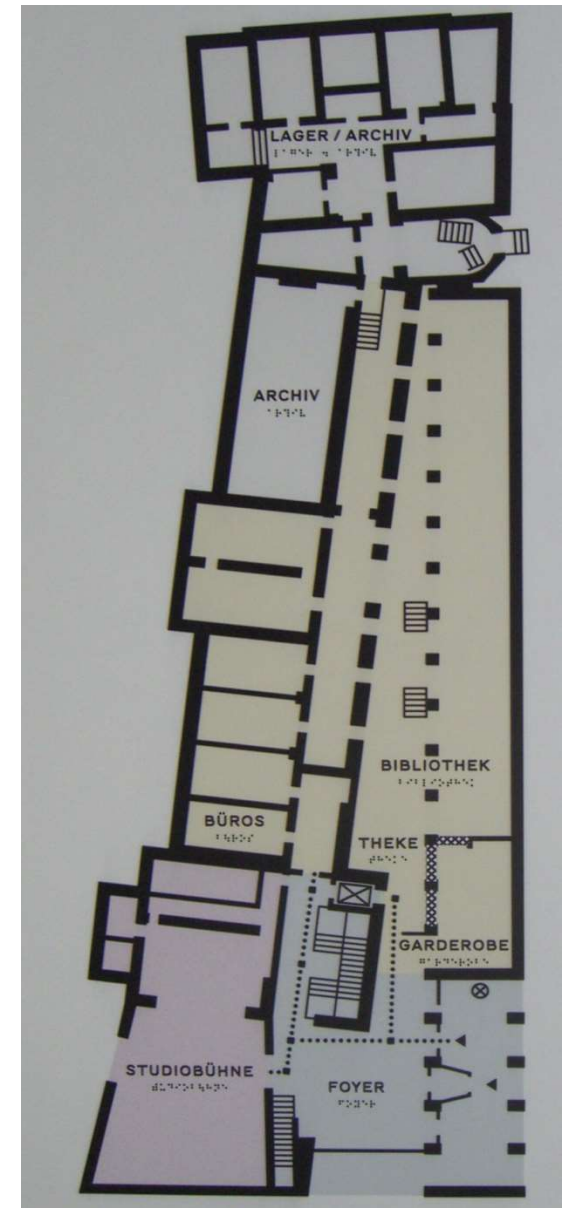 LAGER / ARCHIV
ARCHIV
BIBLIOTHEK
BÜROS
THEKE
GARDEROBE
STUDIOBÜHNE
FOYER